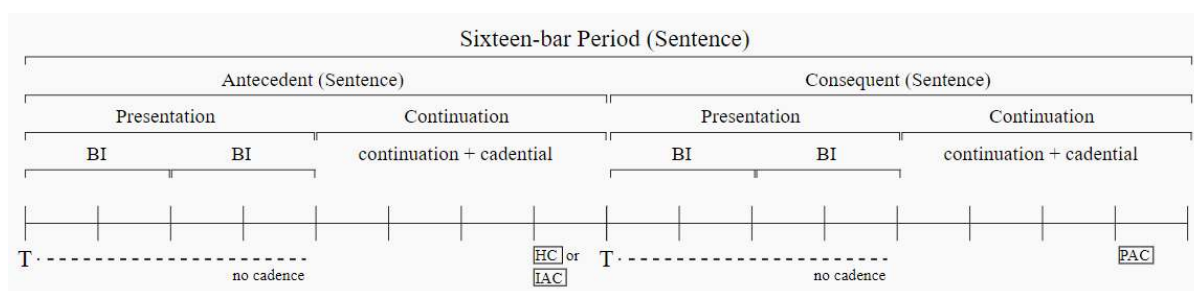 Sixteen-bar Period (Sentence)
Antecedent (Sentence) Consequent (Sentence)
Presentation Continuation Presentation Continuation
BI BI continuation + cadential BI BI continuation + cadential
T HC or T PAC
no cadence IAC no cadence